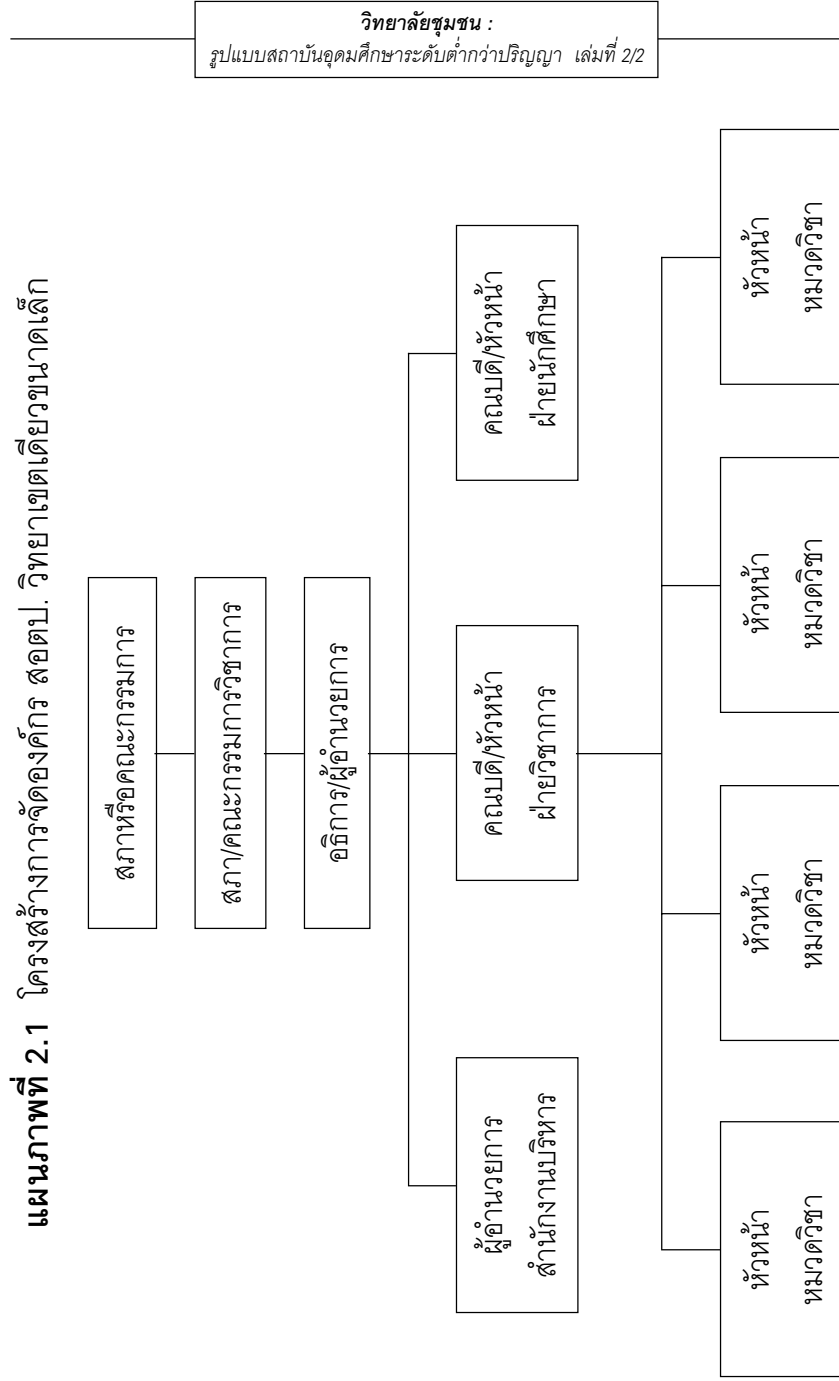 วิทยาลัยชุมชน :
รูปแบบสถาบันอุดมศึกษาระดับต่ำกว่าปริญญา เล่มที่ 2/2
แผนภาพที่ 2.1 โครงสร้างการจัดองค์กร สอตป. วิทยาเขตเดียวขนาดเล็ก
สภาหรือคณะกรรมการ
สภา/คณะกรรมการวิชาการ
อธิการ/ผู้อำนวยการ
ผู้อำนวยการ
สำนักงานบริหาร
คณบดี/หัวหน้า
ฝ่ายวิชาการ
คณบดี/หัวหน้า
ฝ่ายนักศึกษา
หัวหน้า
หมวดวิชา
หัวหน้า
หมวดวิชา
หัวหน้า
หมวดวิชา
หัวหน้า
หมวดวิชา